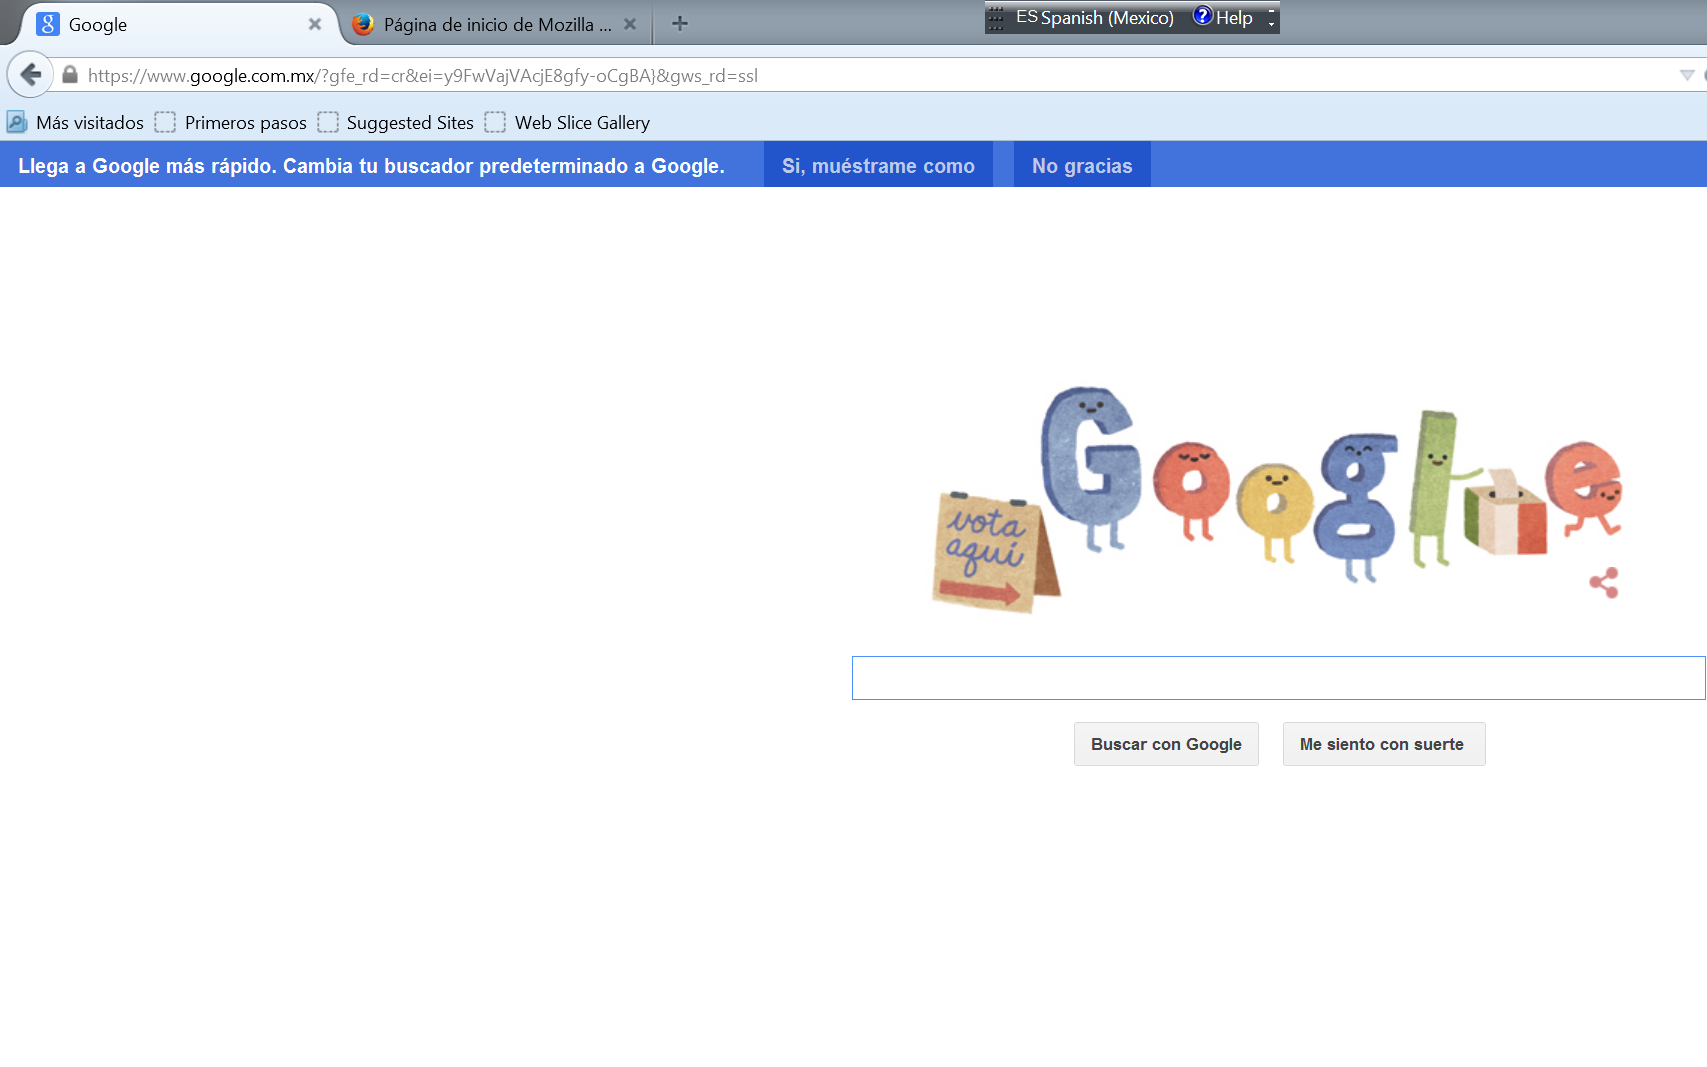 Google
Página de inicio de Mozilla ...
ES Spanish (Mexico) Help
https://www.google.com.mx/?gfe_rd=cr&ei=y9FwVajVAcjE8gfy-oCgBA}&gws_rd=ssl
Más visitados Primeros pasos Suggested Sites Web Slice Gallery
Llega a Google más rápido. Cambia tu buscador predeterminado a Google. Si, muéstrame como No gracias
Google
vota
aquí
Buscar con Google Me siento con suerte